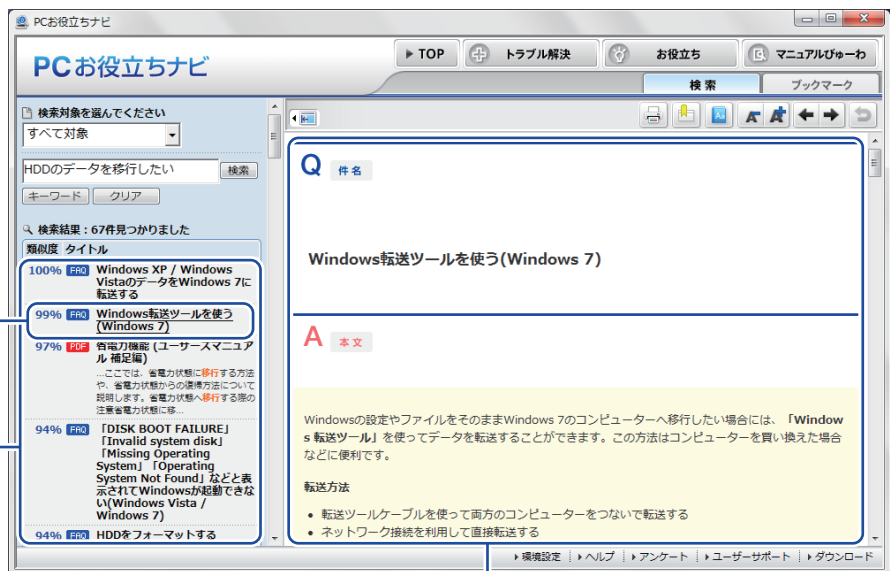 PCお役立ちナビ
PCお役立ちナビ
TOP
トラブル解決
お役立ち
マニュアルびゅーわ
検索
ブックマーク
検索対象を選んでください
すべて対象
HDDのデータを移行したい
検索
キーワード
クリア
検索結果：67件見つかりました
類似度 タイトル
100% FAQ Windows XP / Windows
VistaのデータをWindows 7に
転送する
99% FAQ Windows転送ツールを使う
(Windows 7)
97% PDF 省電力機能 (ユーザーズマニュア
ル 補足編)
...ここでは、省電力状態に移行する方法
や、省電力状態からの復帰方法について
説明します。省電力状態へ移行する際の
注意省電力状態に移...
94% FAQ 「DISK BOOT FAILURE」
「Invalid system disk」
「Missing Operating
System」「Operating
System Not Found」などと表
示されてWindowsが起動できな
い(Windows Vista /
Windows 7)
94% FAQ HDDをフォーマットする
Q 件名
Windows転送ツールを使う(Windows 7)
A 本文
Windowsの設定やファイルをそのままWindows 7のコンピューターへ移行したい場合には、「Window
s 転送ツール」を使ってデータを転送することができます。この方法はコンピューターを買い換えた場合
などに便利です。
転送方法
• 転送ツールケーブルを使って両方のコンピューターをつないで転送する
• ネットワーク接続を利用して直接転送する
環境設定
ヘルプ
アンケート
ユーザーサポート
ダウンロード